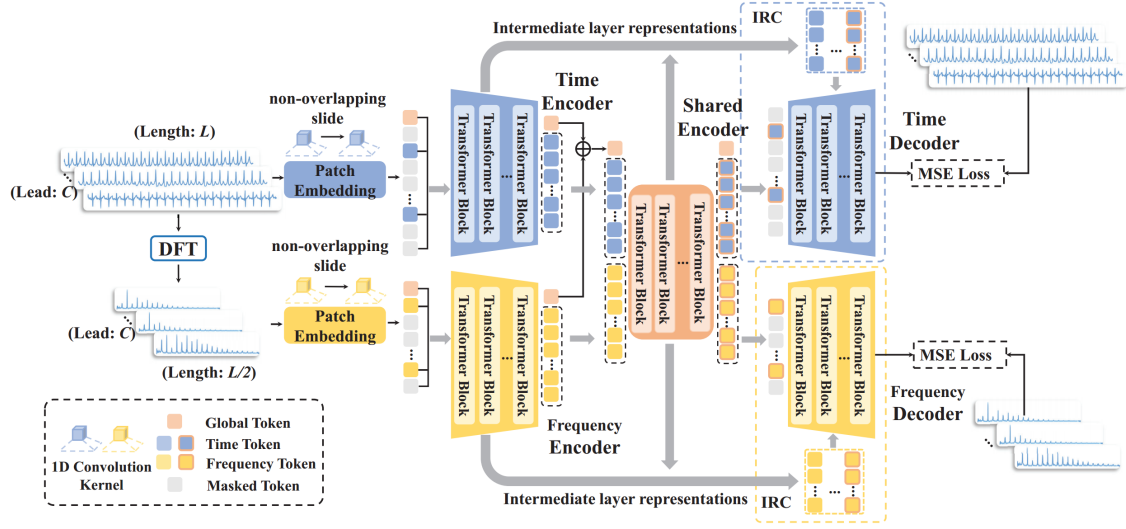 Intermediate layer representations
IRC
Time
Encoder
Shared
Encoder
Time
Decoder
non-overlapping
slide
(Length: L)
(Lead: C)
Patch
Embedding
Transformer Block
Transformer Block
...
Transformer Block
Transformer Block
Transformer Block
...
Transformer Block
MSE Loss
DFT
non-overlapping
slide
(Lead: C)
(Length: L/2)
Patch
Embedding
Transformer Block
Transformer Block
...
Transformer Block
Transformer Block
Transformer Block
...
Transformer Block
Transformer Block
Transformer Block
...
Transformer Block
MSE Loss
Frequency
Encoder
Frequency
Decoder
Intermediate layer representations
IRC
1D Convolution
Kernel
Global Token
Time Token
Frequency Token
Masked Token